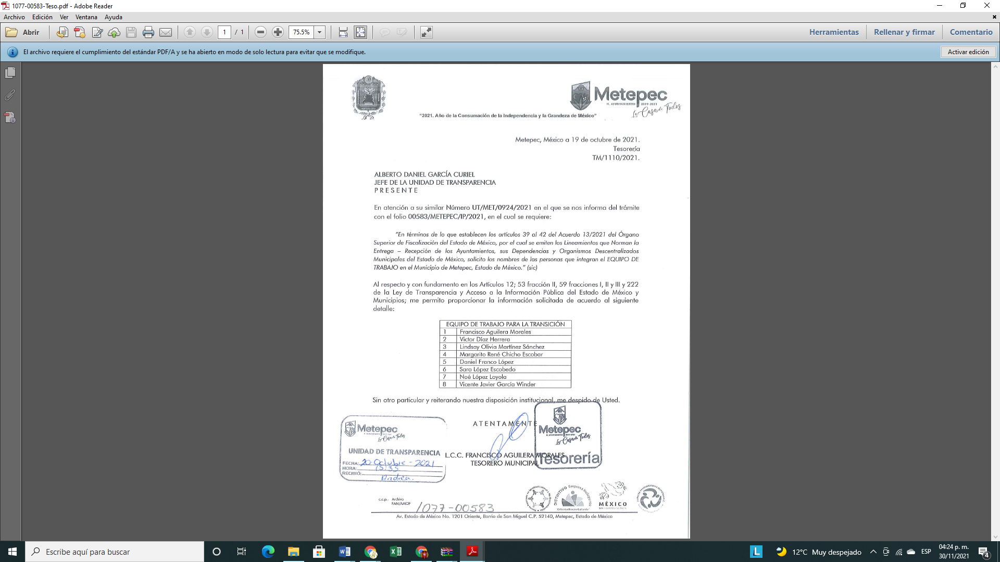 1077-00583-Teso.pdf - Adobe Reader
Archivo Edición Ver Ventana Ayuda
Abrir 1 / 1 75.5% Herramientas Rellenar y firmar Comentario
El archivo requiere el cumplimiento del estándar PDF/A y se ha abierto en modo de solo lectura para evitar que se modifique. Activar edición
Metepec
H. AYUNTAMIENTO 2019-2021
La Casa de Todos
"2021. Año de la Consumación de la Independencia y la Grandeza de México"
Metepec, México a 19 de octubre de 2021.
Tesorería
TM/1110/2021.
ALBERTO DANIEL GARCÍA CURIEL
JEFE DE LA UNIDAD DE TRANSPARENCIA
P R E S E N T E
En atención a su similar Número UT/MET/0924/2021 en el que se nos informa del trámite
con el folio 00583/METEPEC/IP/2021, en el cual se requiere:
"En términos de lo que establecen los artículos 39 al 42 del Acuerdo 13/2021 del Órgano
Superior de Fiscalización del Estado de México, por el cual se emiten los Lineamientos que Norman la
Entrega – Recepción de los Ayuntamientos, sus Dependencias y Organismos Descentralizados
Municipales del Estado de México, solicito los nombres de las personas que integran el EQUIPO DE
TRABAJO en el Municipio de Metepec, Estado de México." (sic)
Al respecto y con fundamento en los Artículos 12; 53 fracción II, 59 fracciones I, II y III y 222
de la Ley de Transparencia y Acceso a la Información Pública del Estado de México y
Municipios; me permito proporcionar la información solicitada de acuerdo al siguiente
detalle:
EQUIPO DE TRABAJO PARA LA TRANSICIÓN
1 Francisco Aguilera Morales
2 Victor Díaz Herrera
3 Lindsay Olivia Martínez Sánchez
4 Margarito René Chicho Escobar
5 Daniel Franco López
6 Sara López Escobedo
7 Noé López Loyola
8 Vicente Javier García Winder
Sin otro particular y reiterando nuestra disposición institucional, me despido de Usted.
A T E N T A M E N T E
L.C.C. FRANCISCO AGUILERA MORALES
TESORERO MUNICIPAL
Metepec
La Casa de Todos
Tesorería
Metepec
La Casa de Todos
UNIDAD DE TRANSPARENCIA
FECHA: 20-Octubre-2021
HORA: 15:35
RECIBIÓ: Andrea.
DISTINTIVO Empresa Incluyente
Gilberto Rincón Gallardo
MÉXICO
c.c.p.- Archivo
FAM/AMOF
1077-00583
Av. Estado de México No. 1201 Oriente, Barrio de San Miguel C.P. 52140, Metepec, Estado de México
Escribe aquí para buscar
12°C Muy despejado ESP
04:24 p. m.
30/11/2021
4